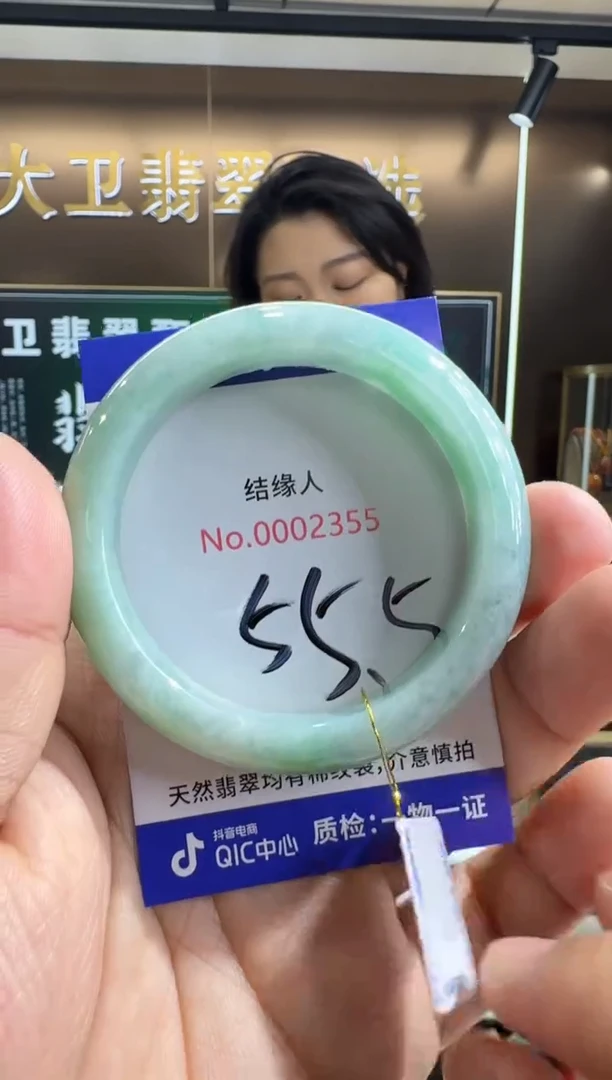 大卫翡翠
卫翡翠
翡
结缘人
No.0002355
55.5
天然翡翠均有棉纹裂,介意慎拍
抖音电商
QIC中心
质检:一物一证